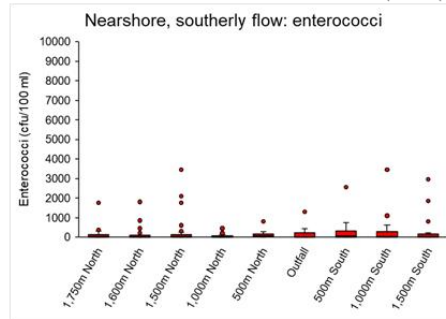 Nearshore, southerly flow: enterococci
Enterococci (cfu/100 ml)
10000
9000
8000
7000
6000
5000
4000
3000
2000
1000
0
1,750m North
1,600m North
1,500m North
1,000m North
500m North
Outfall
500m South
1,000m South
1.500m South